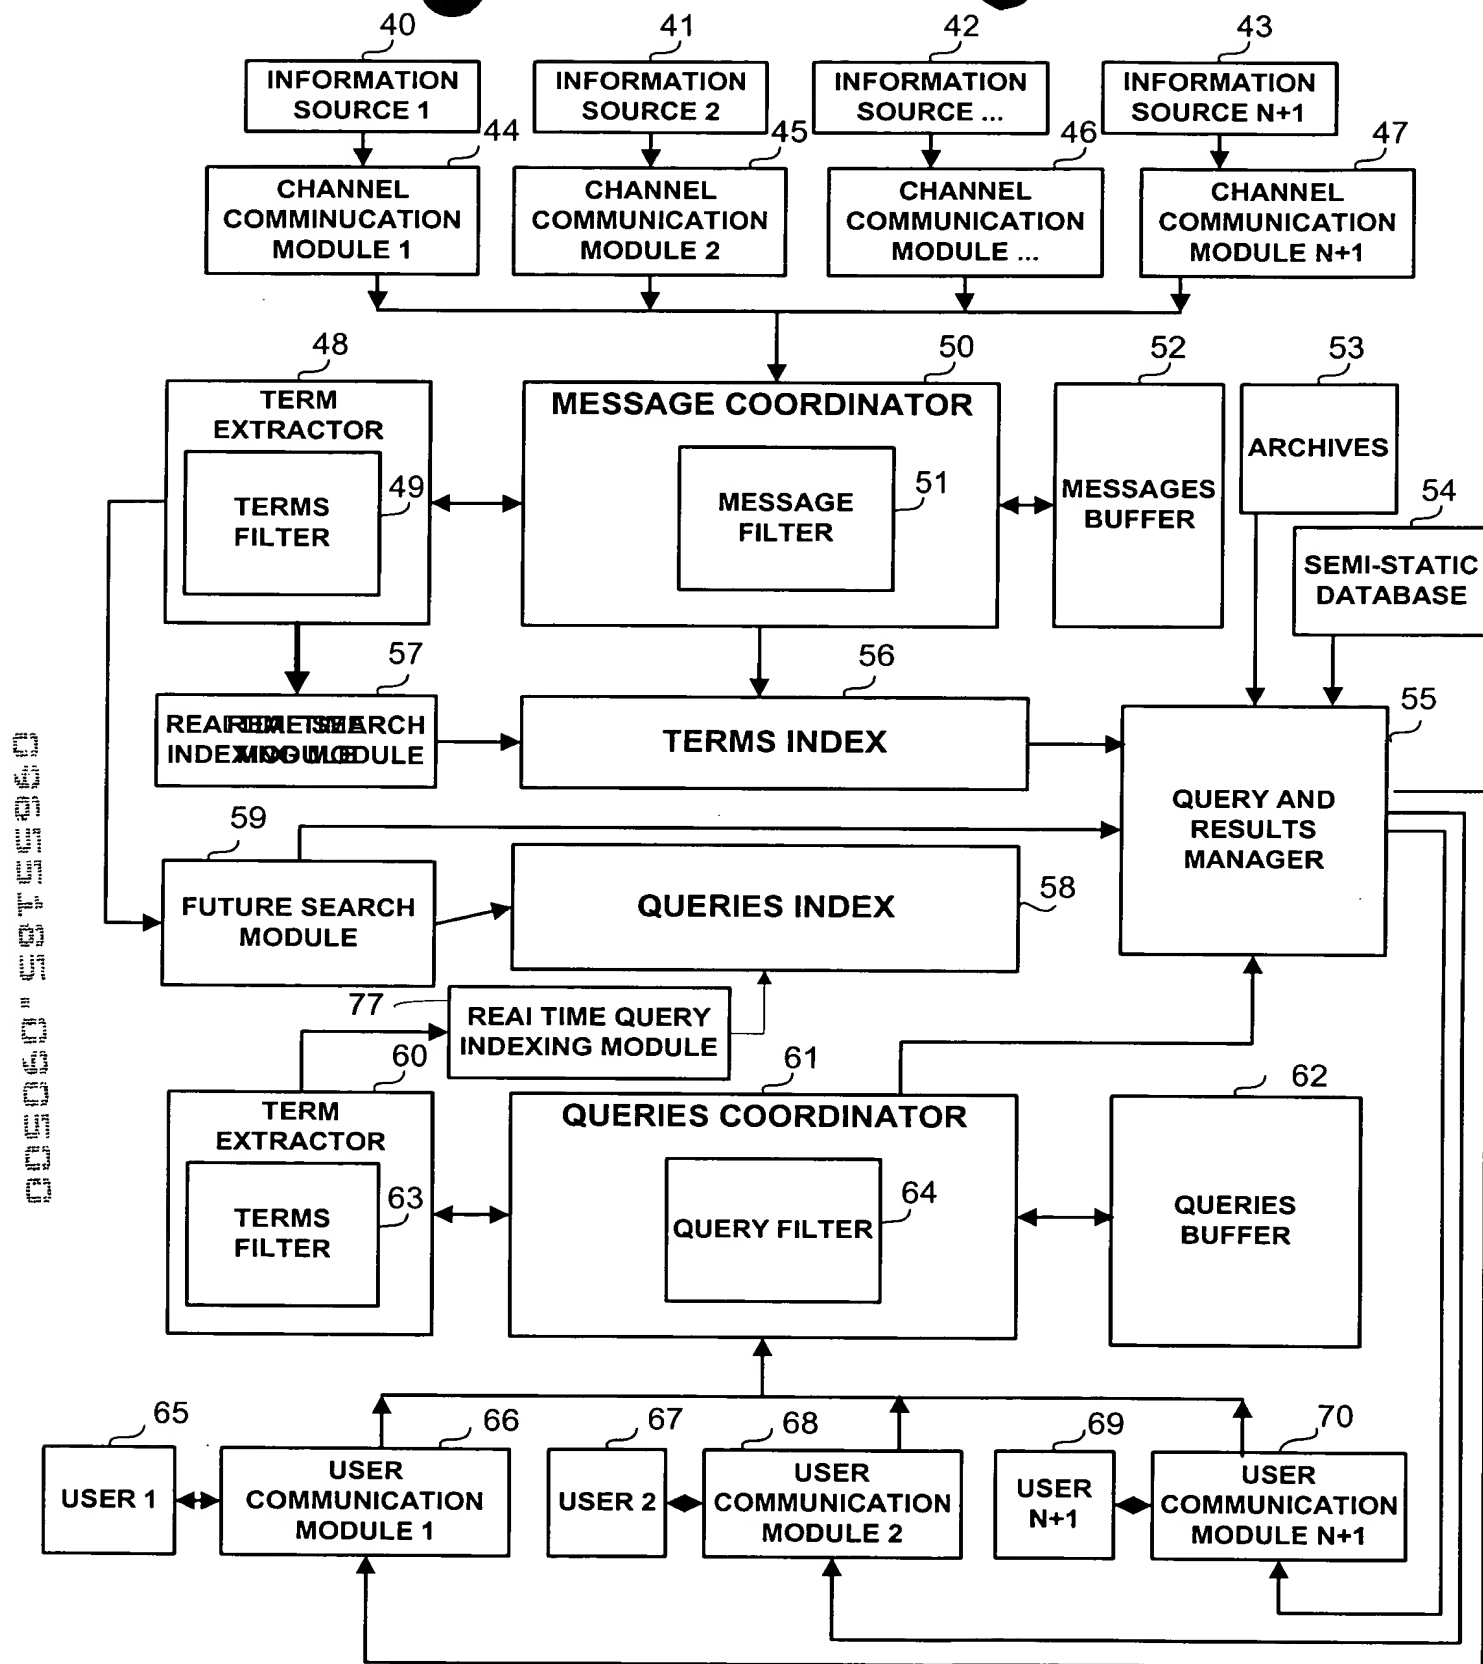 40
41
42
43
INFORMATION
SOURCE 1
INFORMATION
SOURCE 2
INFORMATION
SOURCE ...
INFORMATION
SOURCE N+1
44
45
46
47
CHANNEL
COMMINUCATION
MODULE 1
CHANNEL
COMMUNICATION
MODULE 2
CHANNEL
COMMUNICATION
MODULE ...
CHANNEL
COMMUNICATION
MODULE N+1
48
50
52
53
TERM
EXTRACTOR
49
TERMS
FILTER
MESSAGE COORDINATOR
51
MESSAGE
FILTER
MESSAGES
BUFFER
ARCHIVES
54
SEMI-STATIC
DATABASE
57
56
55
INDEXING MODULE
TERMS INDEX
QUERY AND
RESULTS
MANAGER
59
FUTURE SEARCH
MODULE
QUERIES INDEX
58
77
REAI TIME QUERY
INDEXING MODULE
60
61
62
TERM
EXTRACTOR
63
TERMS
FILTER
QUERIES COORDINATOR
64
QUERY FILTER
QUERIES
BUFFER
65
66
67
68
69
70
USER 1
USER
COMMUNICATION
MODULE 1
USER 2
USER
COMMUNICATION
MODULE 2
USER
N+1
USER
COMMUNICATION
MODULE N+1